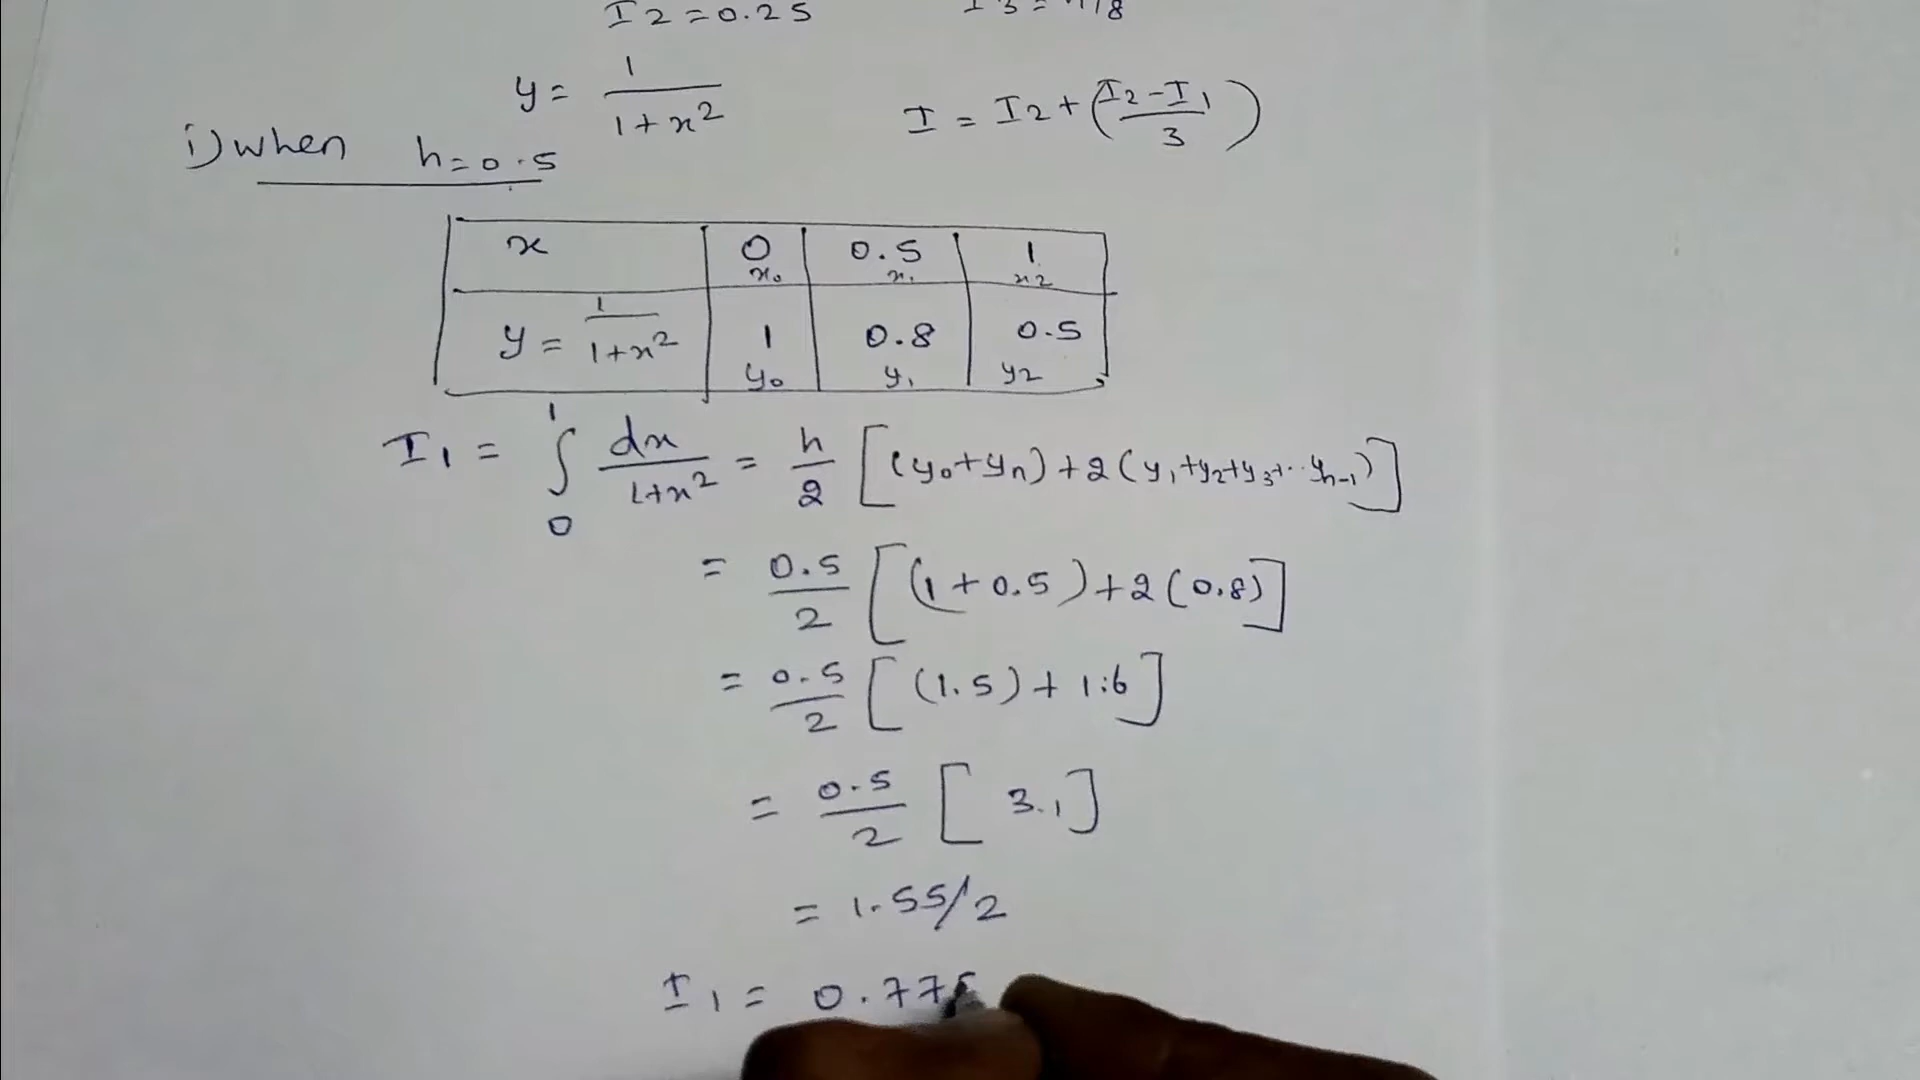 I2 = 0.25
y = 1/(1+x²)
I = I2 + ((I2 - I1)/3)
i) when h = 0.5
x 0 0.5 1
x0 x1 x2
y = 1/(1+x²) 1 0.8 0.5
y0 y1 y2
I1 = ∫₀¹ dx/(1+x²) = h/2 [(y0+yn)+2(y1+y2+y3+..yn-1)]
= 0.5/2 [(1+0.5)+2(0.8)]
= 0.5/2 [(1.5)+1.6]
= 0.5/2 [3.1]
= 1.55/2
I1 = 0.775